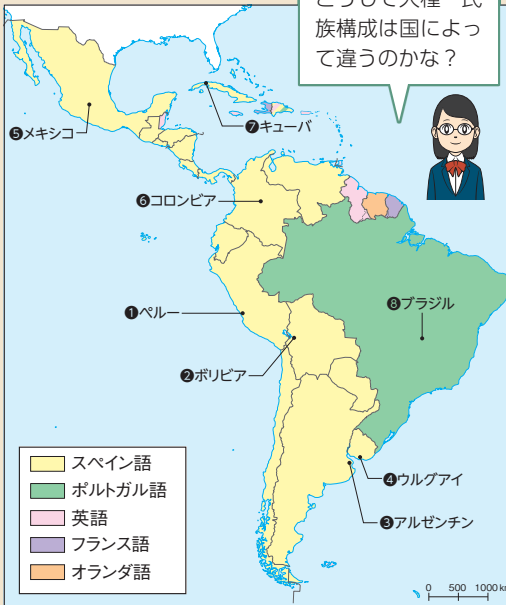 族構成は国によっ
て違うのかな？
❺メキシコ
❼キューバ
❻コロンビア
❶ペルー
❽ブラジル
❷ボリビア
❹ウルグアイ
❸アルゼンチン
スペイン語
ポルトガル語
英語
フランス語
オランダ語
0 500 1000km